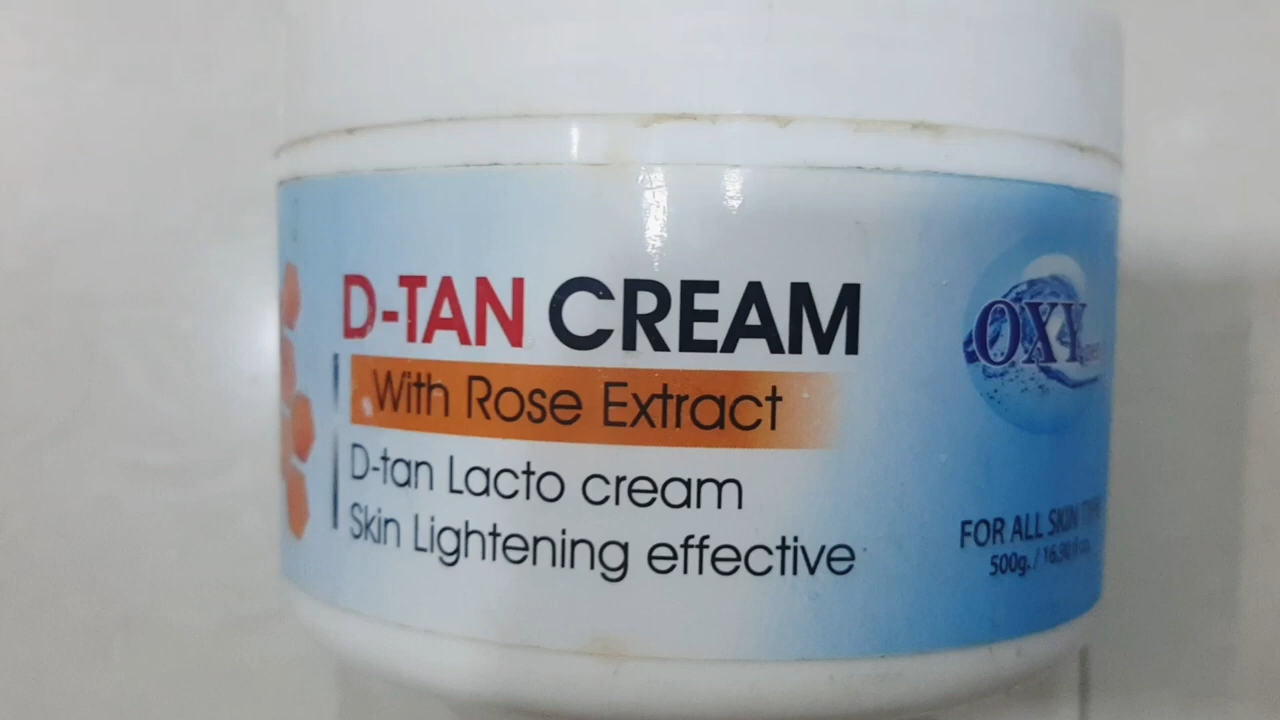 D-TAN CREAM
With Rose Extract
D-tan Lacto cream
Skin Lightening effective
OXY
FOR ALL SKIN
500g. /